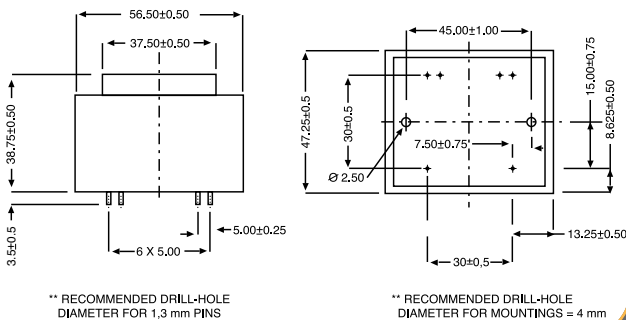 56.50±0.50
37.50±0.50
38.75±0.50
3.5±0.5
5.00±0.25
6 X 5.00
** RECOMMENDED DRILL-HOLE
DIAMETER FOR 1,3 mm PINS
45.00±1.00
47.25±0.5
30±0.5
7.50±0.75
Ø 2.50
15.00±0.75
8.625±0.50
13.25±0.50
30±0,5
** RECOMMENDED DRILL-HOLE
DIAMETER FOR MOUNTINGS = 4 mm